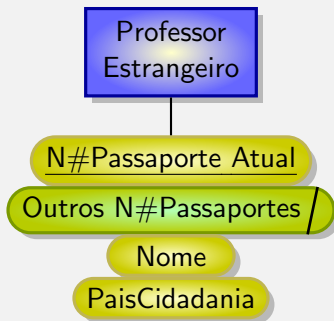 Professor
Estrangeiro
N#Passaporte Atual
Outros N#Passaportes
Nome
PaisCidadania